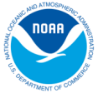 NATIONAL OCEANIC AND ATMOSPHERIC ADMINISTRATION
NOAA
U.S. DEPARTMENT OF COMMERCE